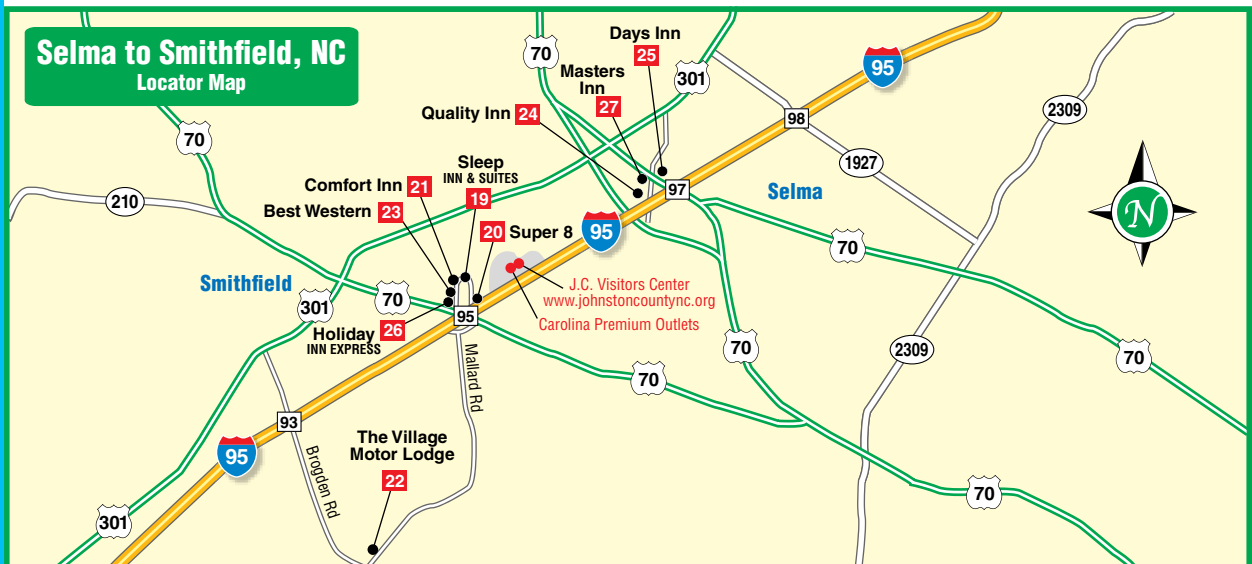 Selma to Smithfield, NC
Locator Map
70
Days Inn
25
Masters
Inn
27
301
95
Quality Inn 24
98
2309
70
1927
Sleep
INN & SUITES
19
Comfort Inn 21
Best Western 23
210
97
Selma
N
20 Super 8
95
70
Smithfield
J.C. Visitors Center
www.johnstoncountync.org
Carolina Premium Outlets
301
70
95
Holiday 26
INN EXPRESS
Mallard Rd
70
70
2309
70
93
95
Brogden Rd
The Village
Motor Lodge
22
301
70